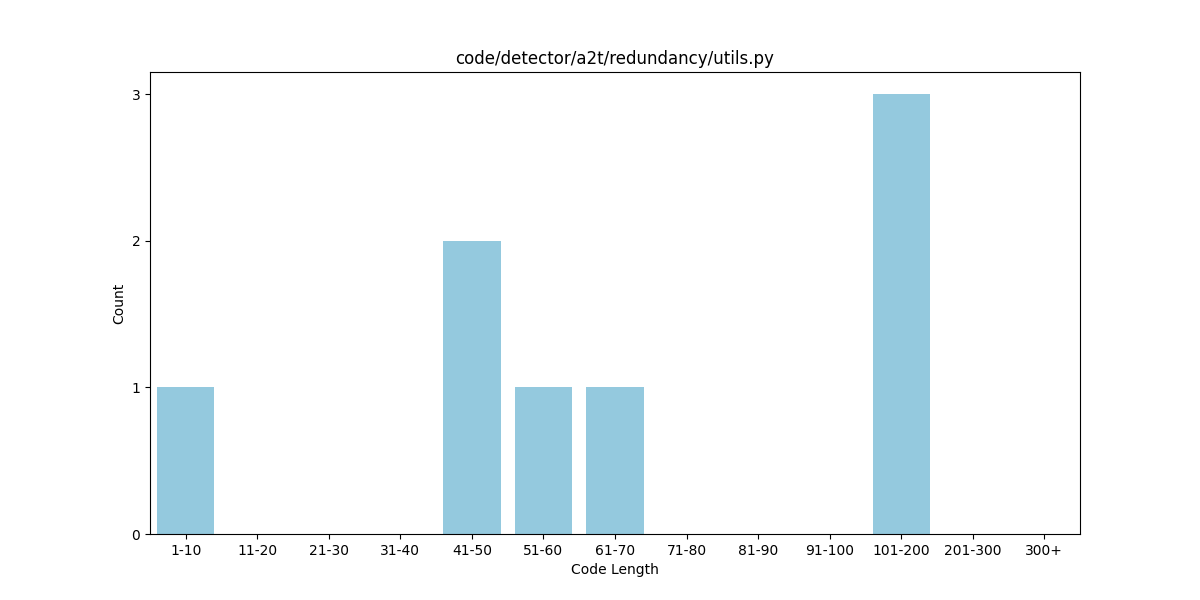 code/detector/a2t/redundancy/utils.py
3
2
1
0
Count
1-10 11-20 21-30 31-40 41-50 51-60 61-70 71-80 81-90 91-100 101-200 201-300 300+
Code Length